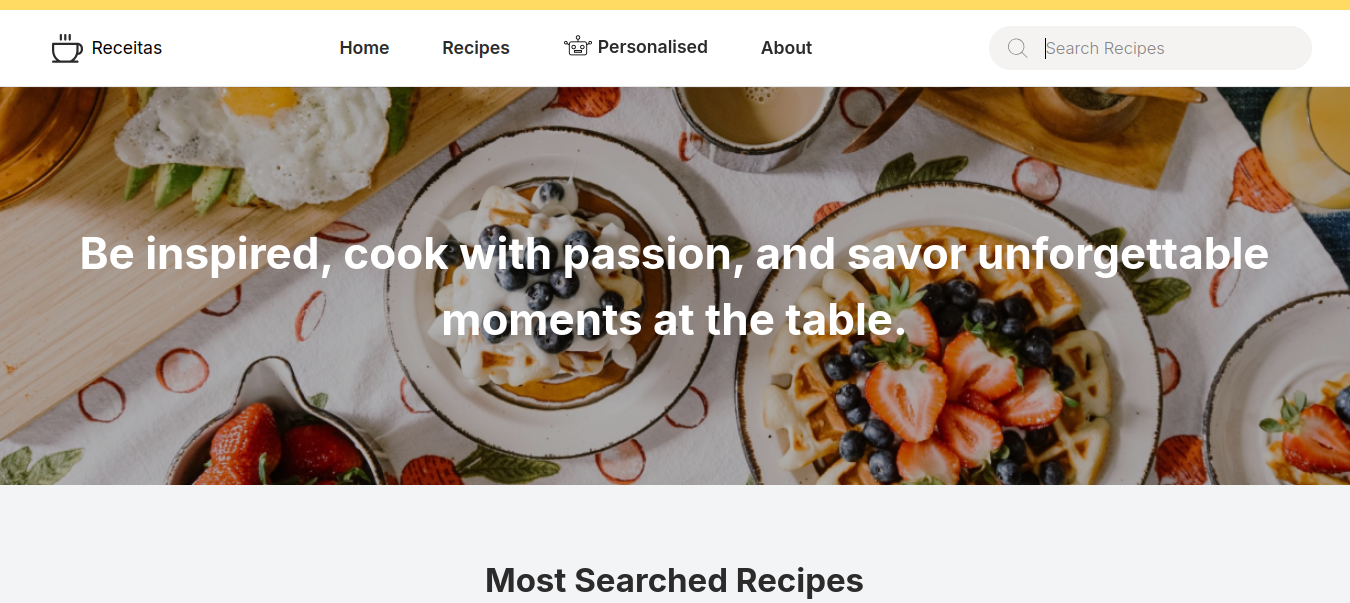 Receitas
Home
Recipes
Personalised
About
Search Recipes
Be inspired, cook with passion, and savor unforgettable
moments at the table.
Most Searched Recipes